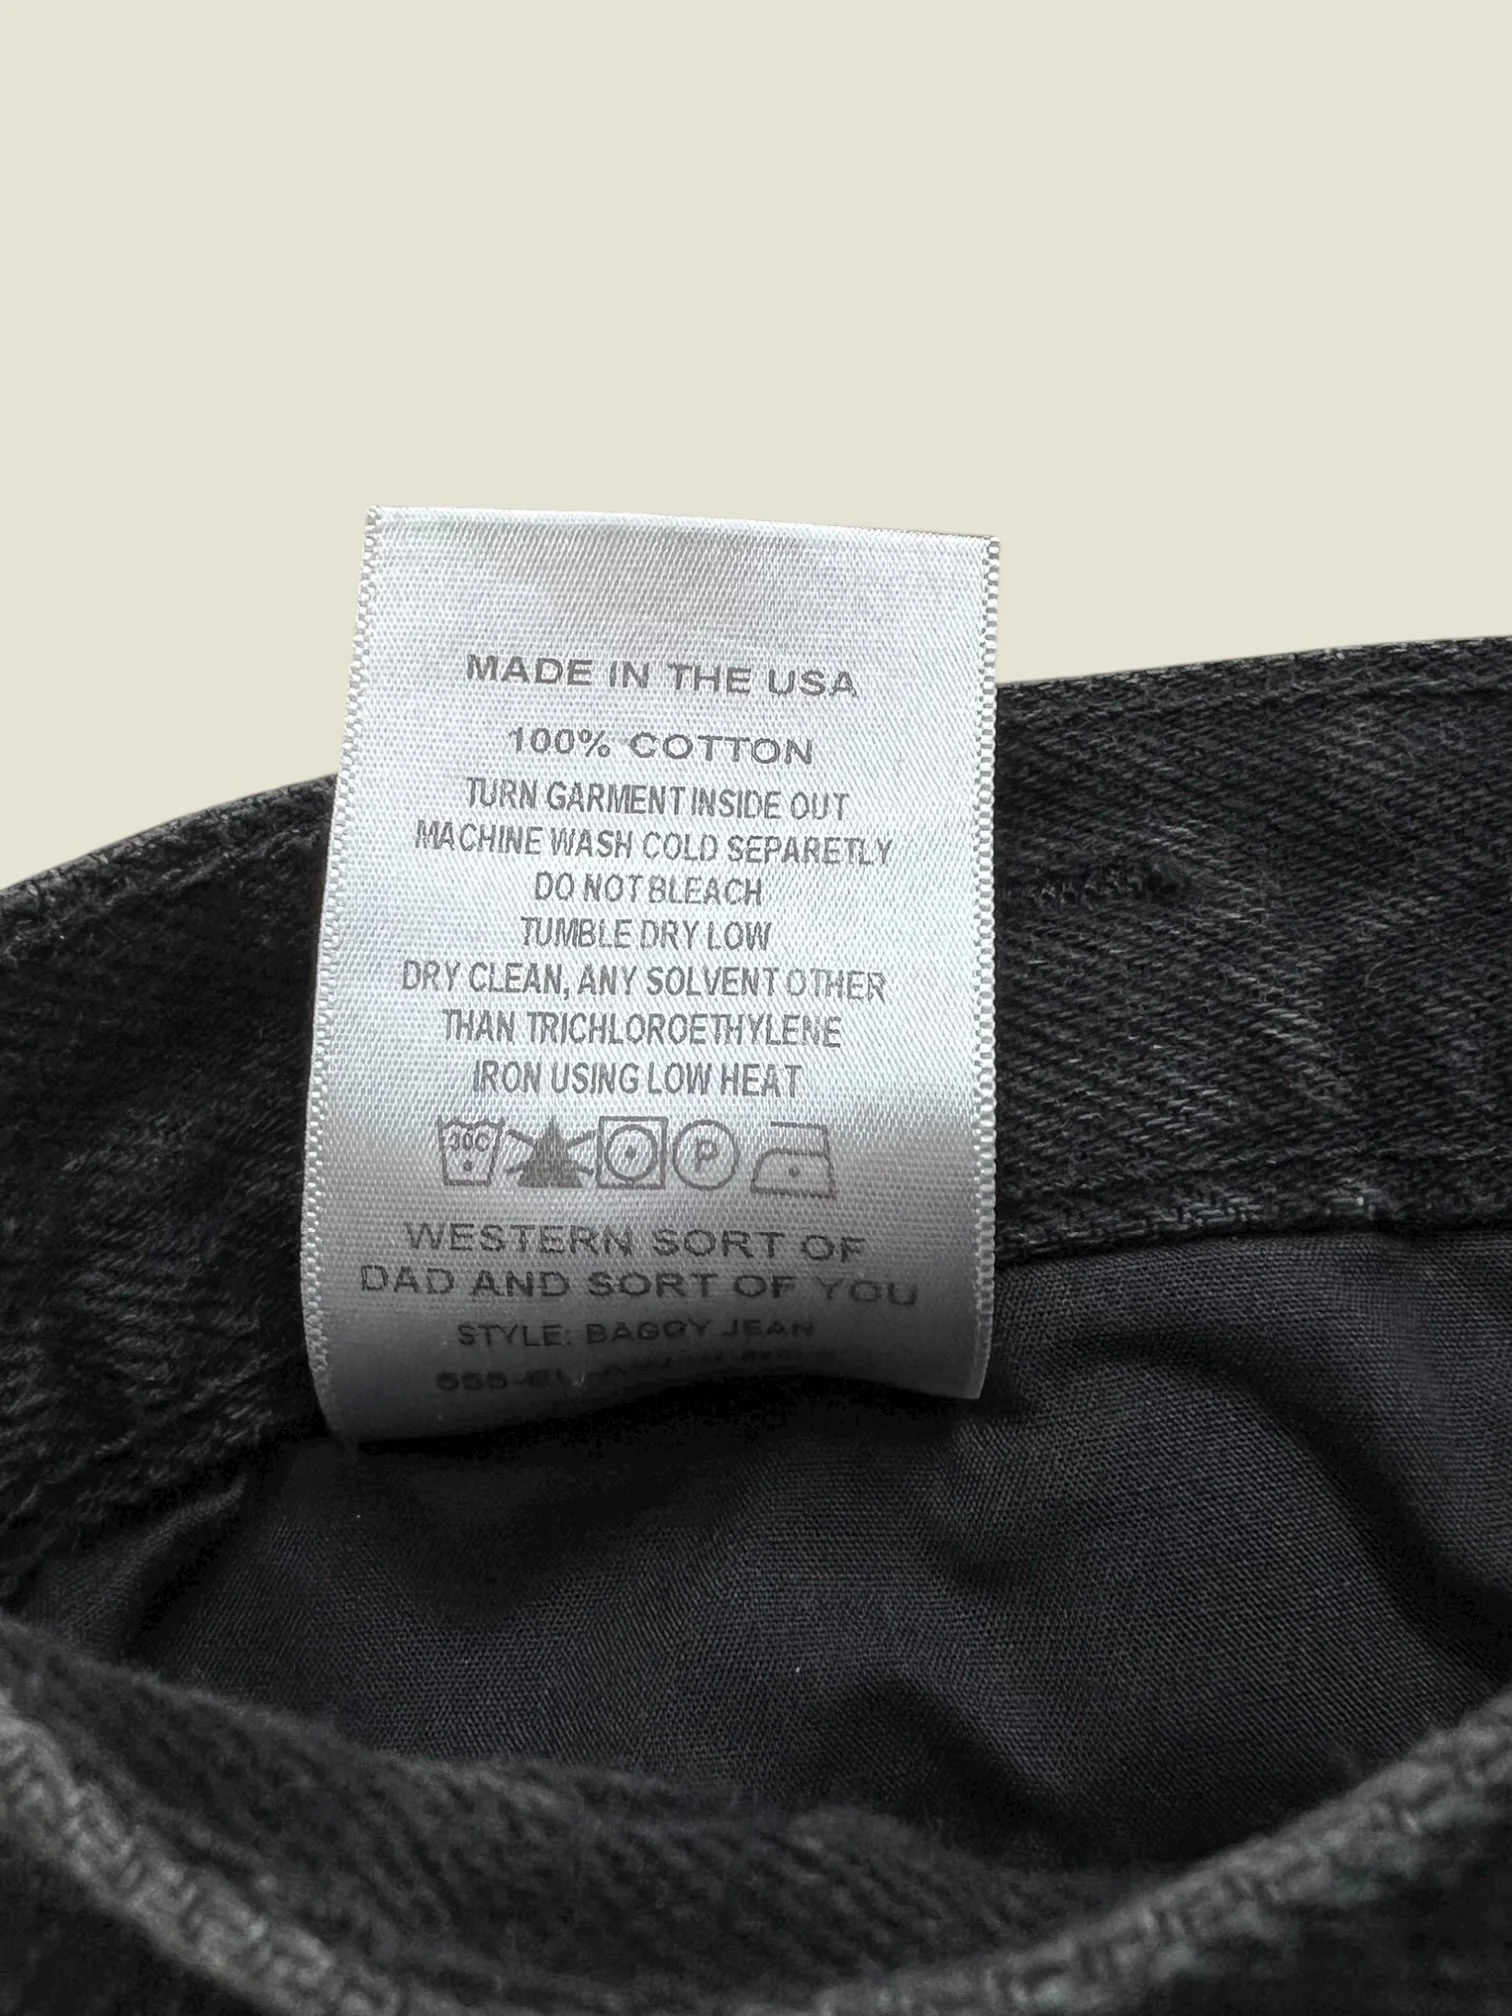 MADE IN THE USA
100% COTTON
TURN GARMENT INSIDE OUT
MACHINE WASH COLD SEPARETLY
DO NOT BLEACH
TUMBLE DRY LOW
DRY CLEAN, ANY SOLVENT OTHER
THAN TRICHLOROETHYLENE
IRON USING LOW HEAT
30C P
WESTERN SORT OF
DAD AND SORT OF YOU
STYLE: BAGGY JEAN